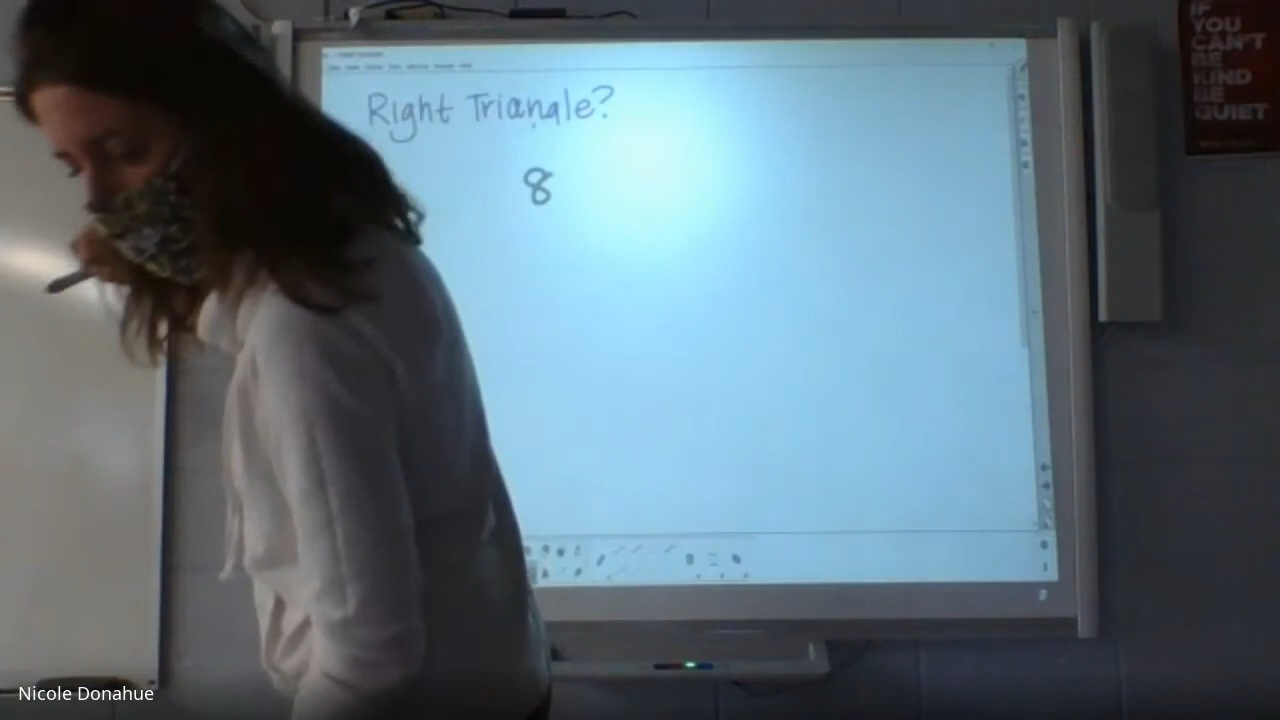 Right Triangle?
8
IF
YOU
CAN'T
BE
KIND
BE
QUIET
Nicole Donahue